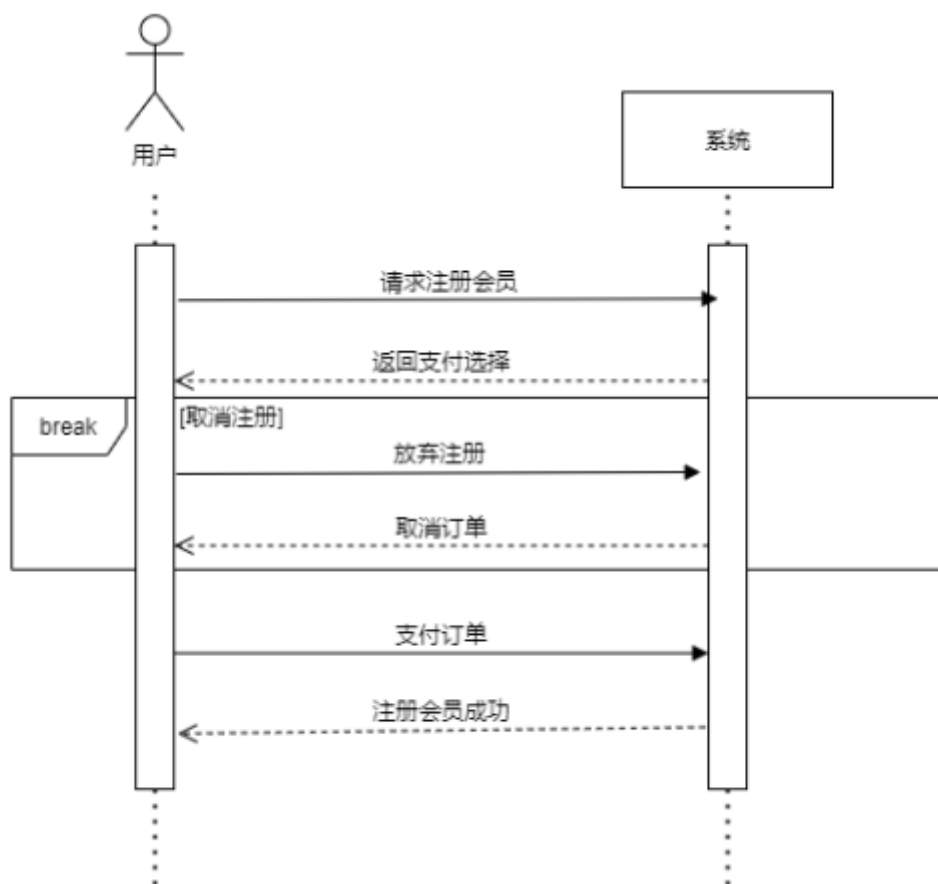 用户
系统
请求注册会员
返回支付选择
break
[取消注册]
放弃注册
取消订单
支付订单
注册会员成功